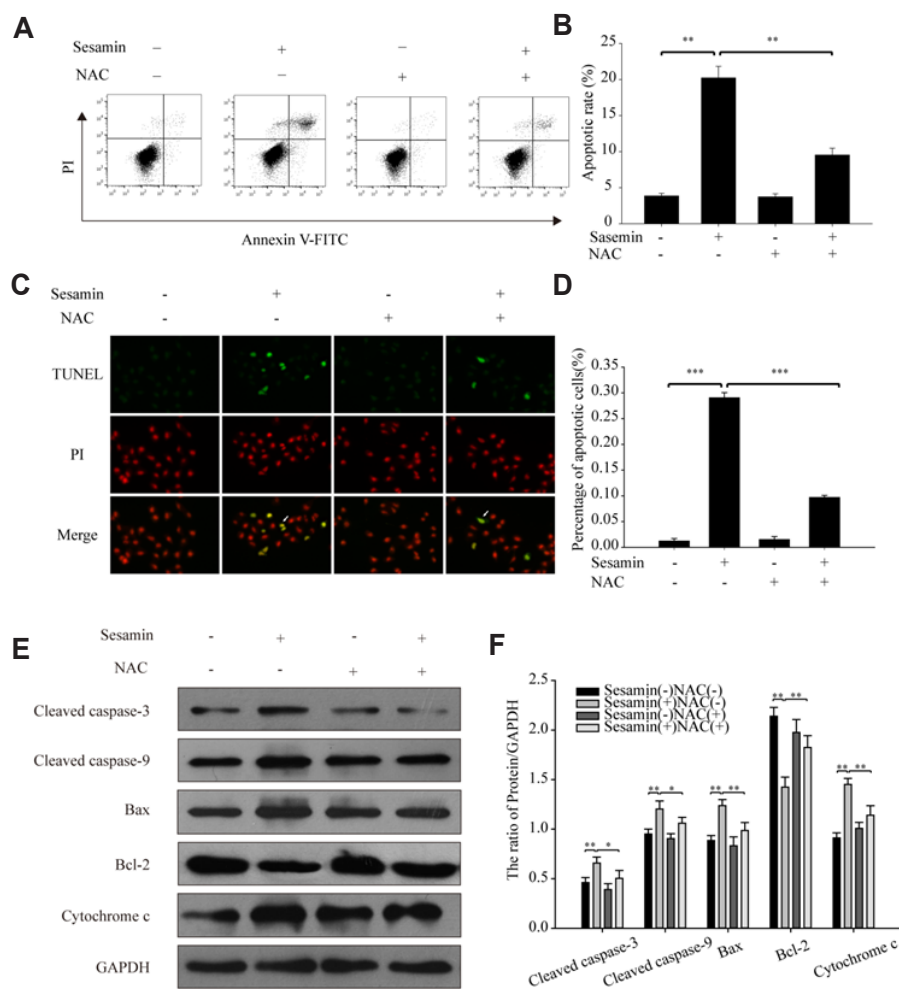 A
Sesamin - + - +
NAC - - + +
PI
Annexin V-FITC
B
** **
Apoptotic rate (%)
25
20
15
10
5
0
Sasemin - + - +
NAC - - + +
C
Sesamin - + - +
NAC - - + +
TUNEL
PI
Merge
D
*** ***
Percentage of apoptotic cells(%)
0.35
0.30
0.25
0.20
0.10
0.05
0.00
Sesamin - + - +
NAC - - + +
E
Sesamin - + - +
NAC - - + +
Cleaved caspase-3
Cleaved caspase-9
Bax
Bcl-2
Cytochrome c
GAPDH
F
The ratio of Protein/GAPDH
2.5
2.0
1.5
1.0
0.5
0.0
Sesamin(-)NAC(-)
Sesamin(+)NAC(-)
Sesamin(-)NAC(+)
Sesamin(+)NAC(+)
** *
** *
** **
** **
** **
Cleaved caspase-3
Cleaved caspase-9
Bax
Bcl-2
Cytochrome c